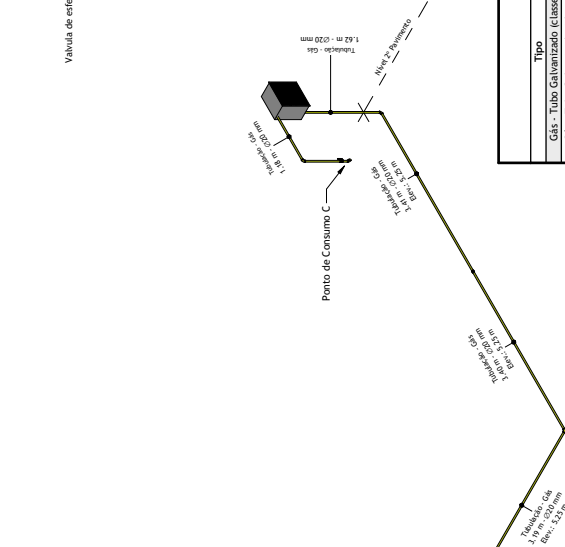 Valvula de esfe
Tubulação - Gás
1.62 m - Ø20 mm
Nível 2º Pavimento
Tipo
Gás - Tubo Galvanizado (classe
Tubulação - Gás
1.18 m - Ø20 mm
Ponto de Consumo C
Tubulação - Gás
3.41 m - Ø20 mm
Elev.: 5.25 m
Tubulação - Gás
3.40 m - Ø20 mm
Elev.: 5.25 m
Tubulação - Gás
3.19 m - Ø20 mm
Elev.: 5.25 m